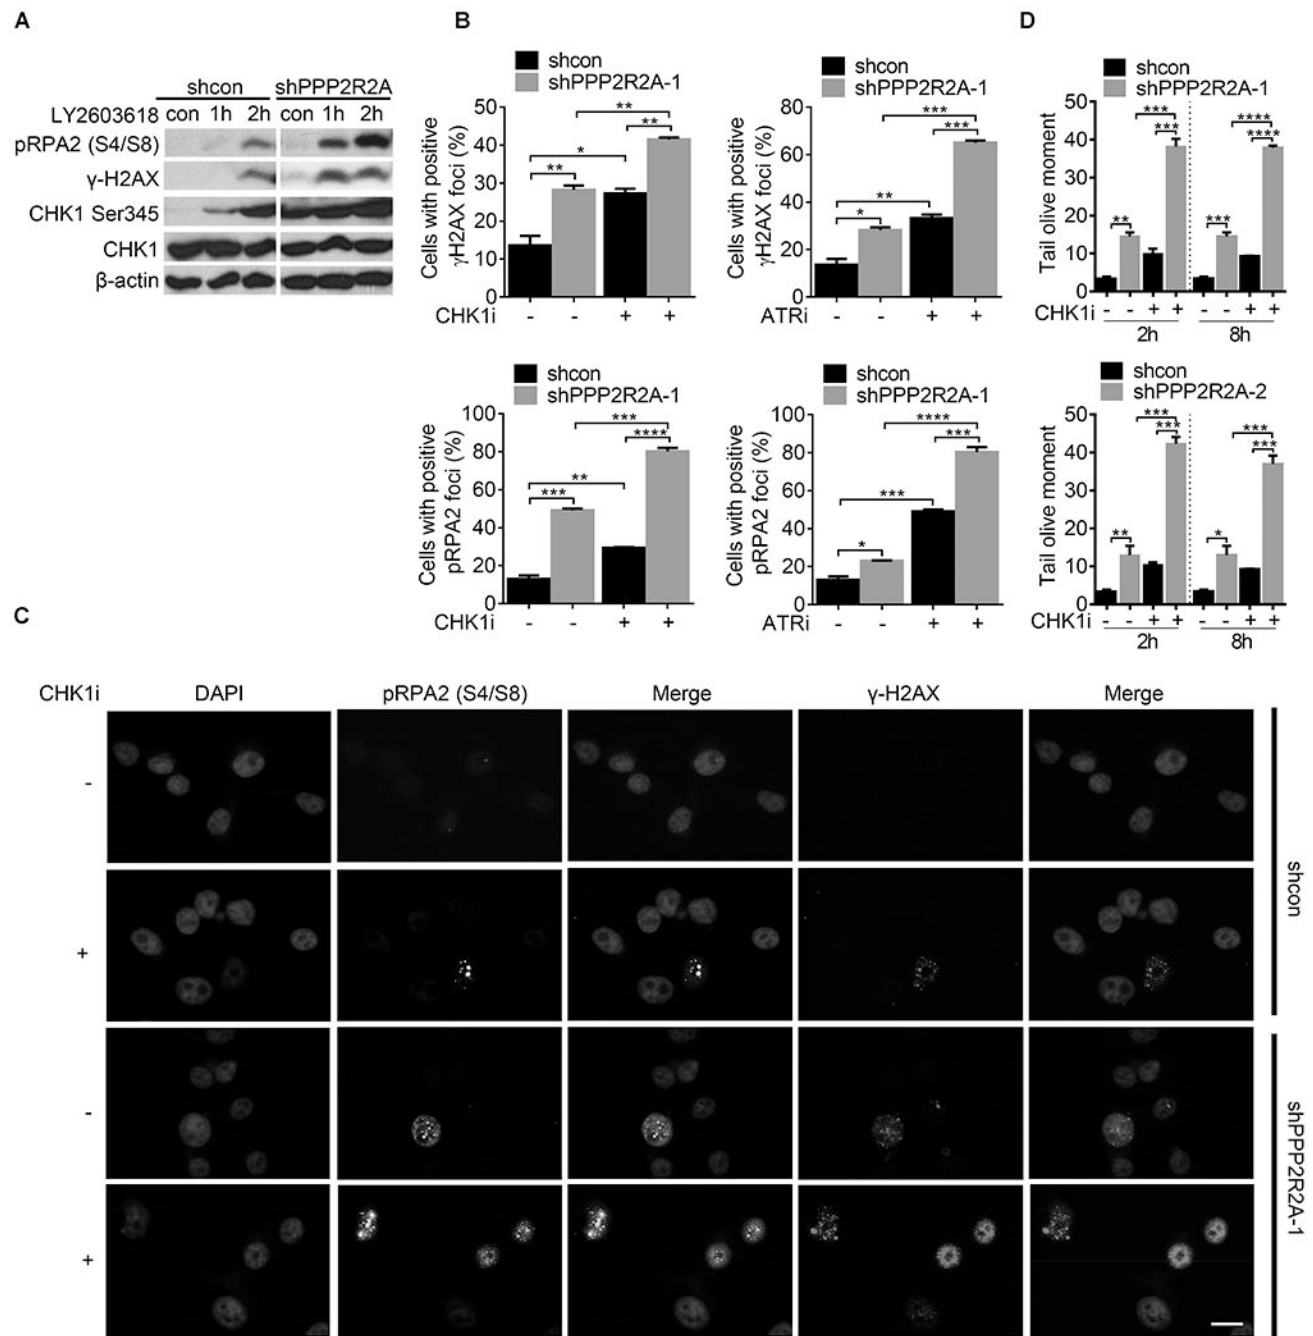 A
shcon shPPP2R2A
LY2603618 con 1h 2h con 1h 2h
pRPA2 (S4/S8)
γ-H2AX
CHK1 Ser345
CHK1
β-actin
B
shcon
shPPP2R2A-1
Cells with positive
γH2AX foci (%)
50
40
30
20
10
0
**
**
*
**
CHK1i - - + +
shcon
shPPP2R2A-1
Cells with positive
γH2AX foci (%)
80
60
40
20
0
***
***
**
*
ATRi - - + +
shcon
shPPP2R2A-1
Cells with positive
pRPA2 foci (%)
100
80
60
40
20
0
***
****
**
***
CHK1i - - + +
shcon
shPPP2R2A-1
Cells with positive
pRPA2 foci (%)
100
80
60
40
20
0
****
***
***
*
ATRi - - + +
D
shcon
shPPP2R2A-1
Tail olive moment
50
40
30
20
10
0
*** ****
*** ****
** ***
CHK1i - - + + - - + +
2h 8h
shcon
shPPP2R2A-2
Tail olive moment
50
40
30
20
10
0
*** ***
*** ***
** *
CHK1i - - + + - - + +
2h 8h
C
CHK1i DAPI pRPA2 (S4/S8) Merge γ-H2AX Merge
-
+
shcon
-
+
shPPP2R2A-1